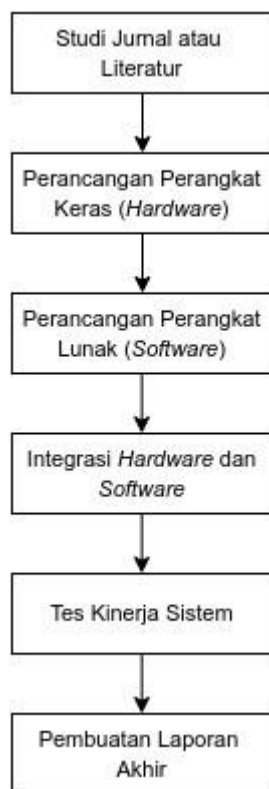 Studi Jurnal atau
Literatur
Perancangan Perangkat
Keras (Hardware)
Perancangan Perangkat
Lunak (Software)
Integrasi Hardware dan
Software
Tes Kinerja Sistem
Pembuatan Laporan
Akhir